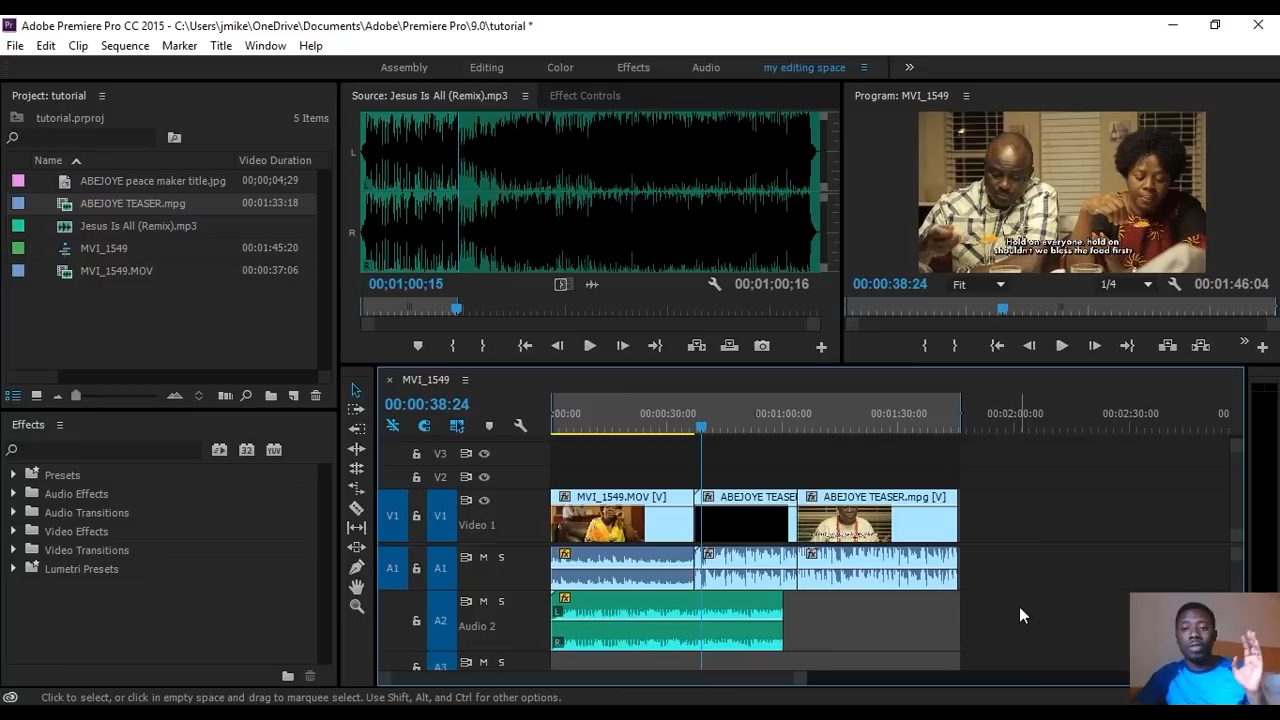 Adobe Premiere Pro CC 2015 - C:\Users\jmike\OneDrive\Documents\Adobe\Premiere Pro\9.0\tutorial *
File Edit Clip Sequence Marker Title Window Help
Assembly Editing Color Effects Audio my editing space
Project: tutorial
tutorial.prproj 5 Items
Name Video Duration
ABEJOYE peace maker title.jpg 00;00;04;29
ABEJOYE TEASER.mpg 00:01:33:18
Jesus Is All (Remix).mp3
MVI_1549 00:01:45:20
MVI_1549.MOV 00:00:37:06
Source: Jesus Is All (Remix).mp3 Effect Controls
L
R
00;01;00;15 00;01;00;16
Program: MVI_1549
Hold on everyone, hold on
Shouldn't we bless the food first?
00:00:38:24 Fit 1/4 00:01:46:04
Effects
32 YUV
Presets
Audio Effects
Audio Transitions
Video Effects
Video Transitions
Lumetri Presets
MVI_1549
00:00:38:24
:00:00 00:00:30:00 00:01:00:00 00:01:30:00 00:02:00:00 00:02:30:00 00
V3
V2
V1 V1 Video 1
fx MVI_1549.MOV [V] fx ABEJOYE TEASE fx ABEJOYE TEASER.mpg [V]
A1 A1 M S
A2 M S
Audio 2
L
R
A3 M S
Click to select, or click in empty space and drag to marquee select. Use Shift, Alt, and Ctrl for other options.